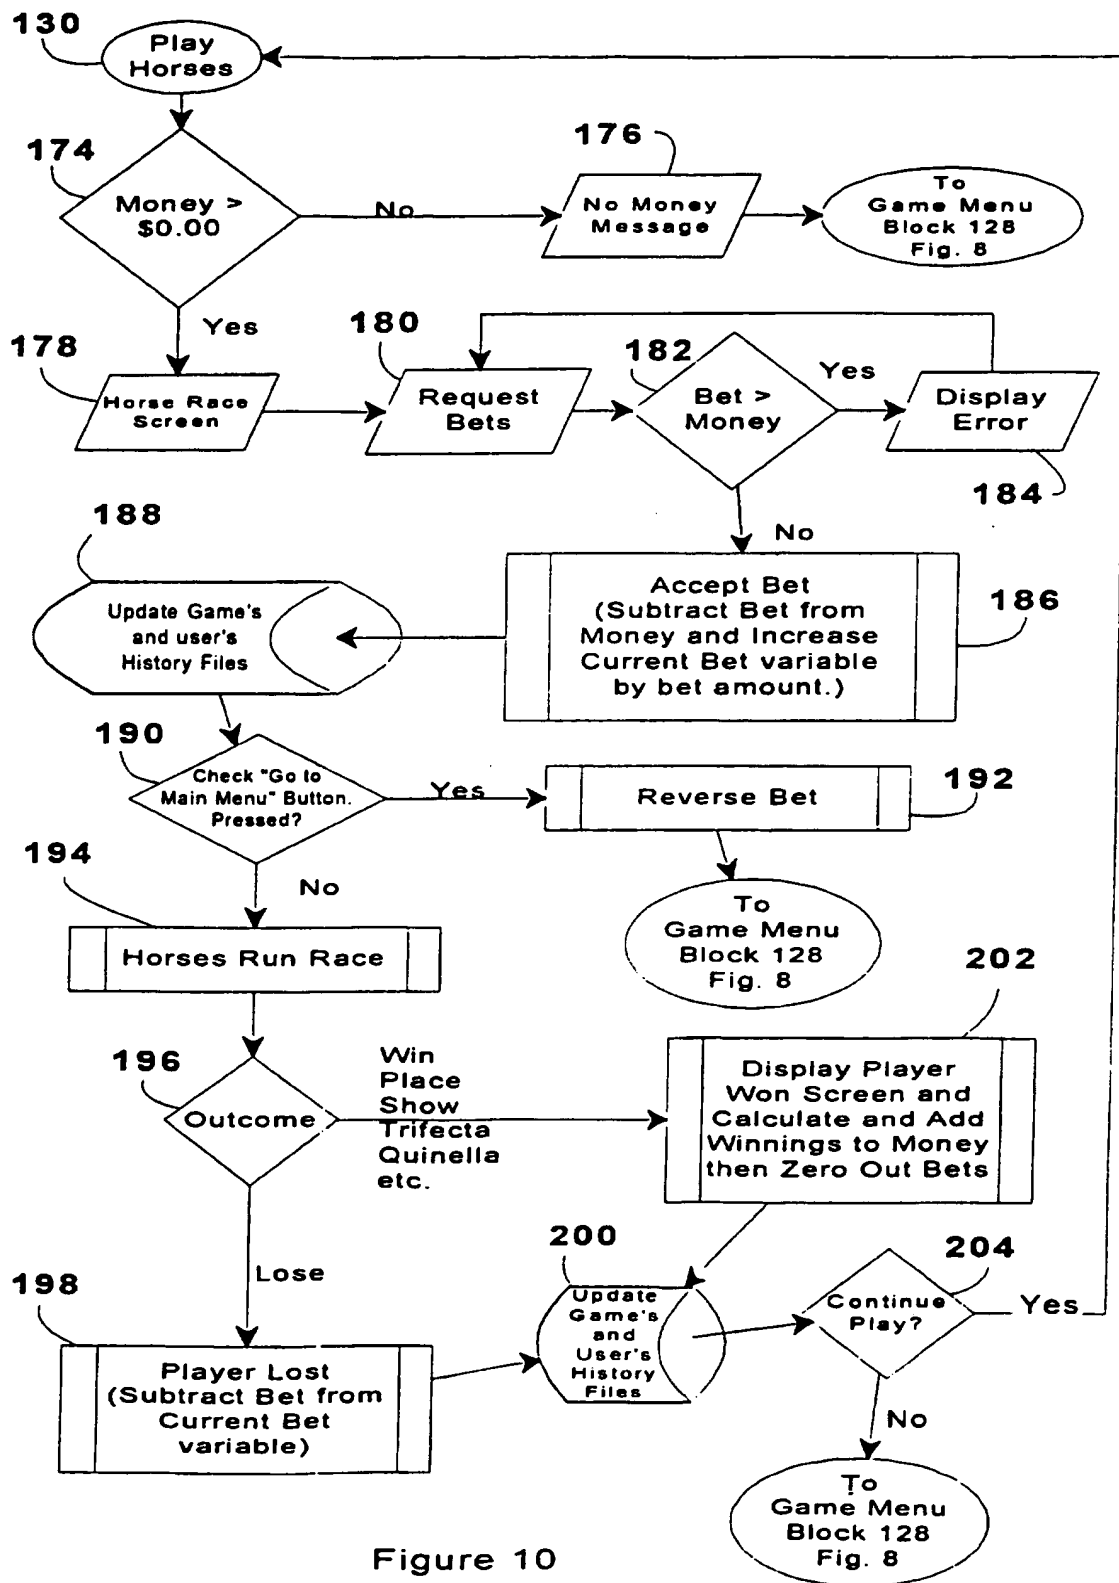 130
Play
Horses
174
Money >
$0.00
No
176
No Money
Message
To
Game Menu
Block 128
Fig. 8
Yes
178
Horse Race
Screen
180
Request
Bets
182
Bet >
Money
Yes
Display
Error
184
No
188
Update Game's
and user's
History Files
Accept Bet
(Subtract Bet from
Money and Increase
Current Bet variable
by bet amount.)
186
190
Check "Go to
Main Menu" Button.
Pressed?
Yes
Reverse Bet
192
To
Game Menu
Block 128
Fig. 8
No
194
Horses Run Race
196
Outcome
Win
Place
Show
Trifecta
Quinella
etc.
202
Display Player
Won Screen and
Calculate and Add
Winnings to Money
then Zero Out Bets
Lose
198
Player Lost
(Subtract Bet from
Current Bet
variable)
200
Update
Game's
and
User's
History
Files
204
Continue
Play?
Yes
No
To
Game Menu
Block 128
Fig. 8
Figure 10